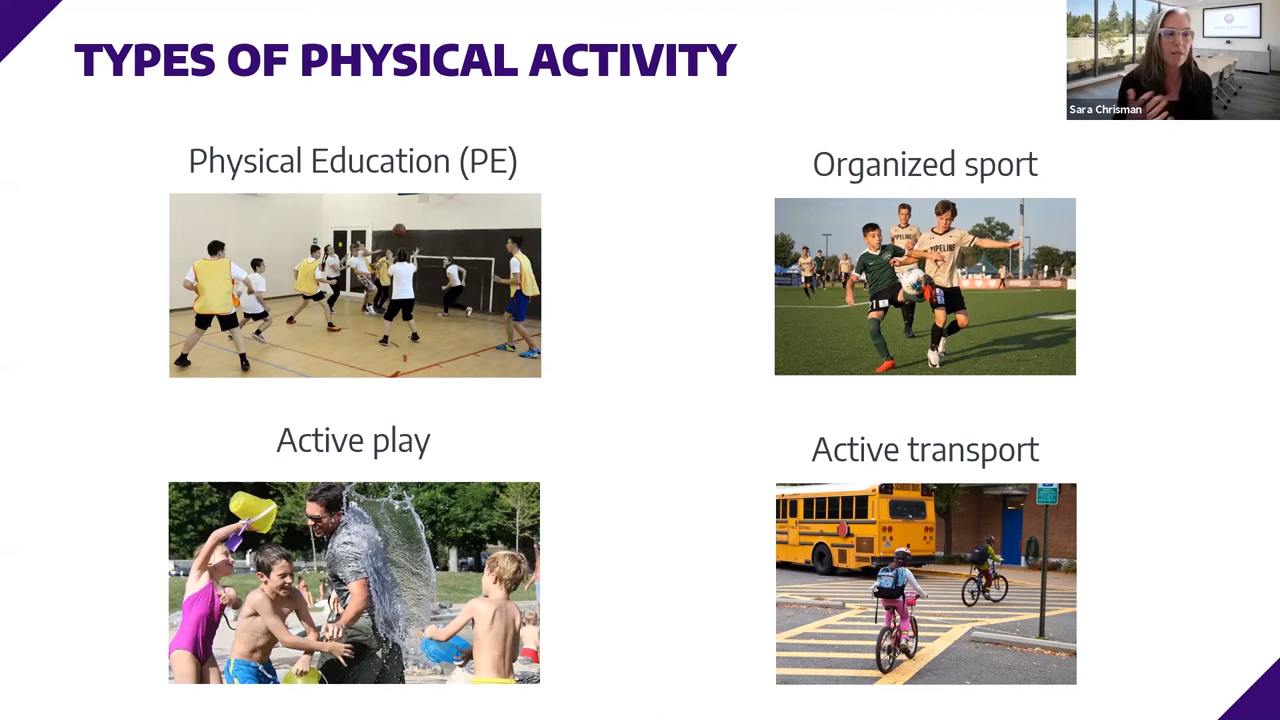 TYPES OF PHYSICAL ACTIVITY
Sara Chrisman
Physical Education (PE)
Organized sport
PIPELINE
PIPELINE
Active play
Active transport